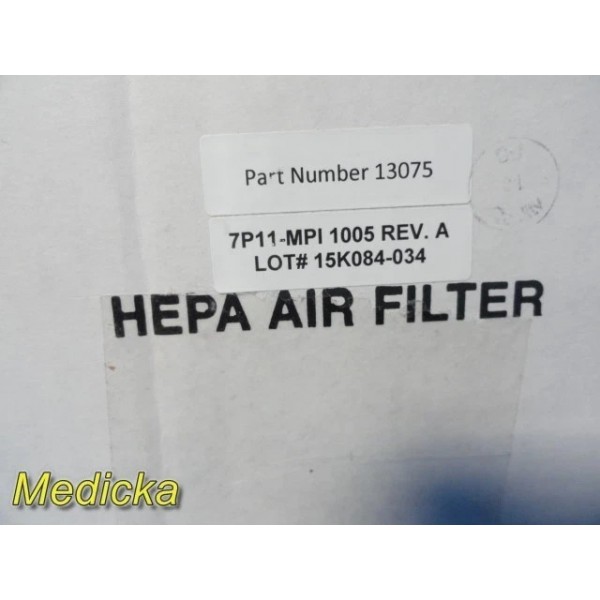 Part Number 13075
7P11-MPI 1005 REV. A
LOT# 15K084-034
HEPA AIR FILTER
Medicka